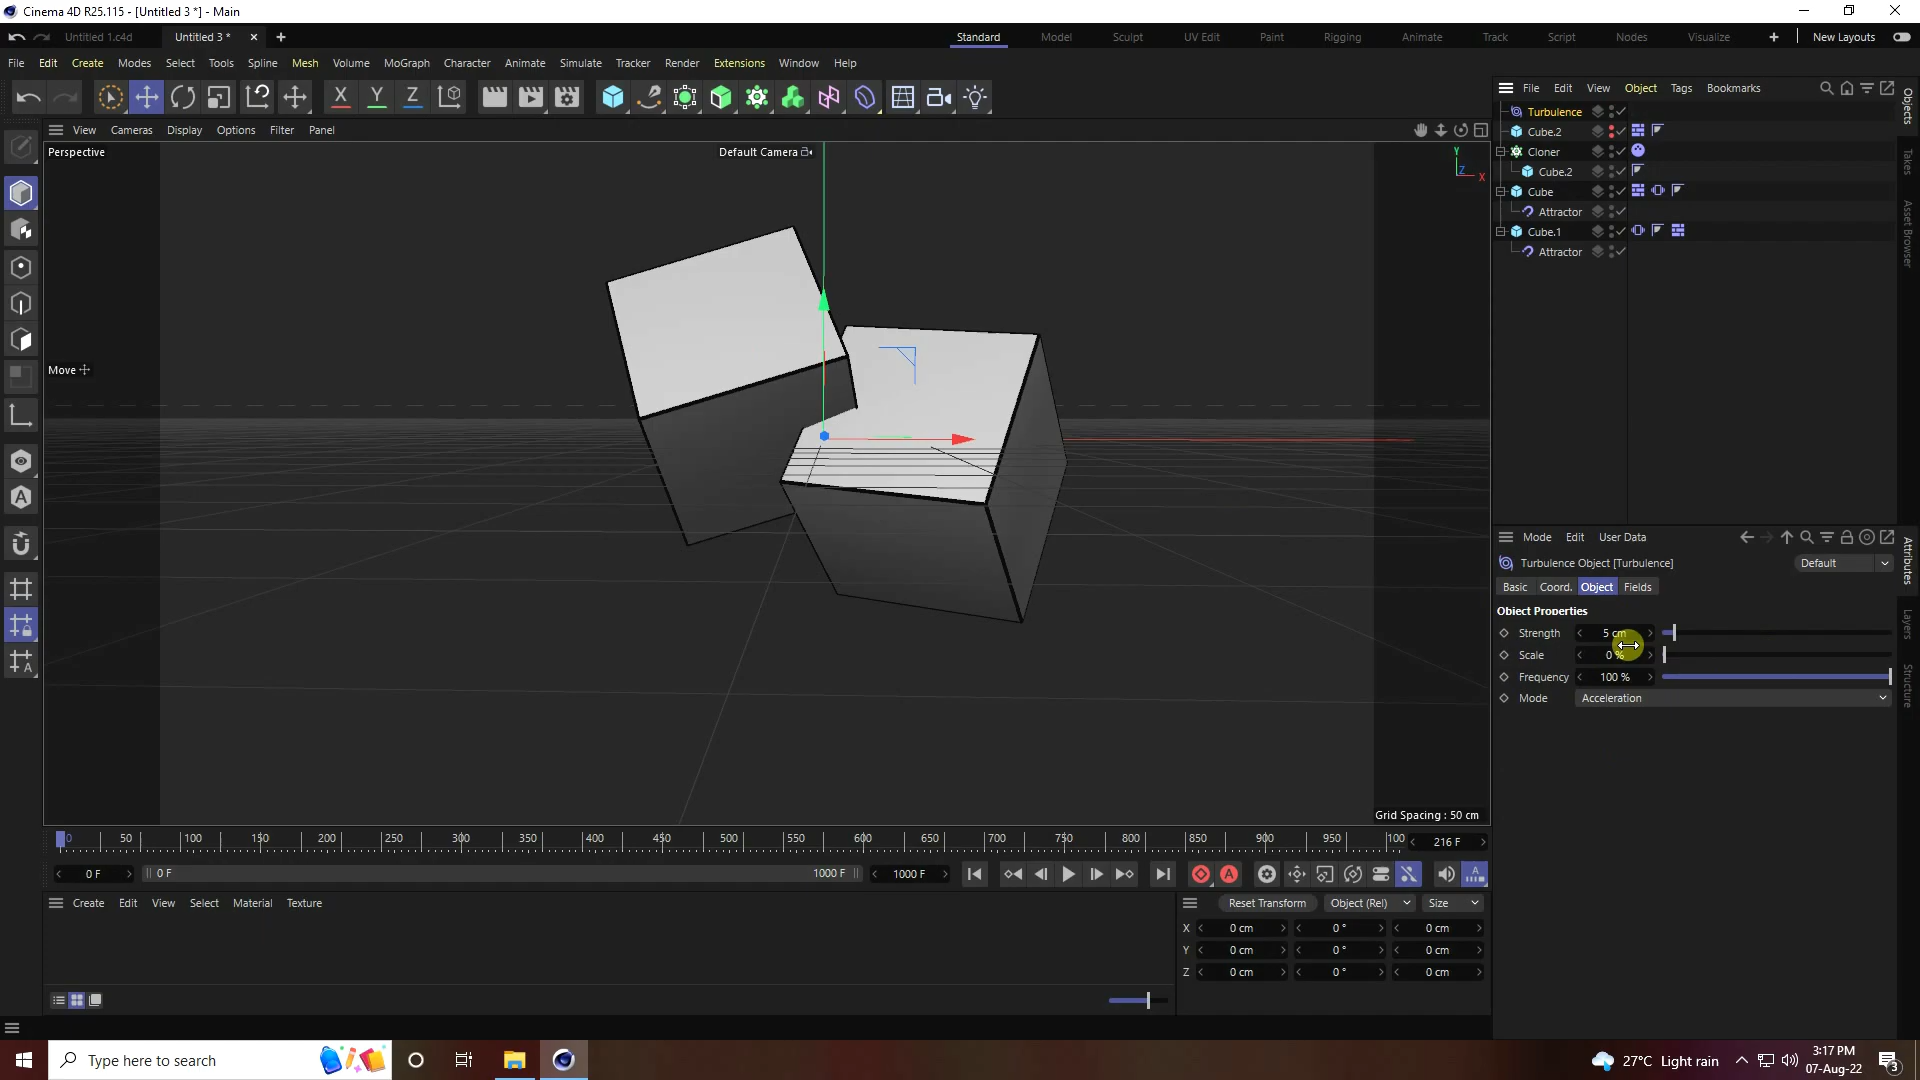 Cinema 4D R25.115 - [Untitled 3 *] - Main
Untitled 1.c4d
Untitled 3 *
Standard
Model
Sculpt
UV Edit
Paint
Rigging
Animate
Track
Script
Nodes
Visualize
New Layouts
File Edit Create Modes Select Tools Spline Mesh Volume MoGraph Character Animate Simulate Tracker Render Extensions Window Help
X Y Z
File Edit View Object Tags Bookmarks
View Cameras Display Options Filter Panel
Perspective
Default Camera
Y
Z
X
Move
Turbulence
Cube.2
Cloner
Cube.2
Cube
Attractor
Cube.1
Attractor
Objects
Takes
Asset Browser
Mode Edit User Data
Turbulence Object [Turbulence]
Default
Basic Coord. Object Fields
Object Properties
Strength 5 cm
Scale 0 %
Frequency 100 %
Mode Acceleration
Attributes
Layers
Structure
Grid Spacing : 50 cm
0 50 100 150 200 250 300 350 400 450 500 550 600 650 700 750 800 850 900 950 100
216 F
0 F
0 F
1000 F
1000 F
Create Edit View Select Material Texture
Reset Transform
Object (Rel)
Size
X 0 cm 0 ° 0 cm
Y 0 cm 0 ° 0 cm
Z 0 cm 0 ° 0 cm
Type here to search
27°C Light rain
3:17 PM
07-Aug-22
3